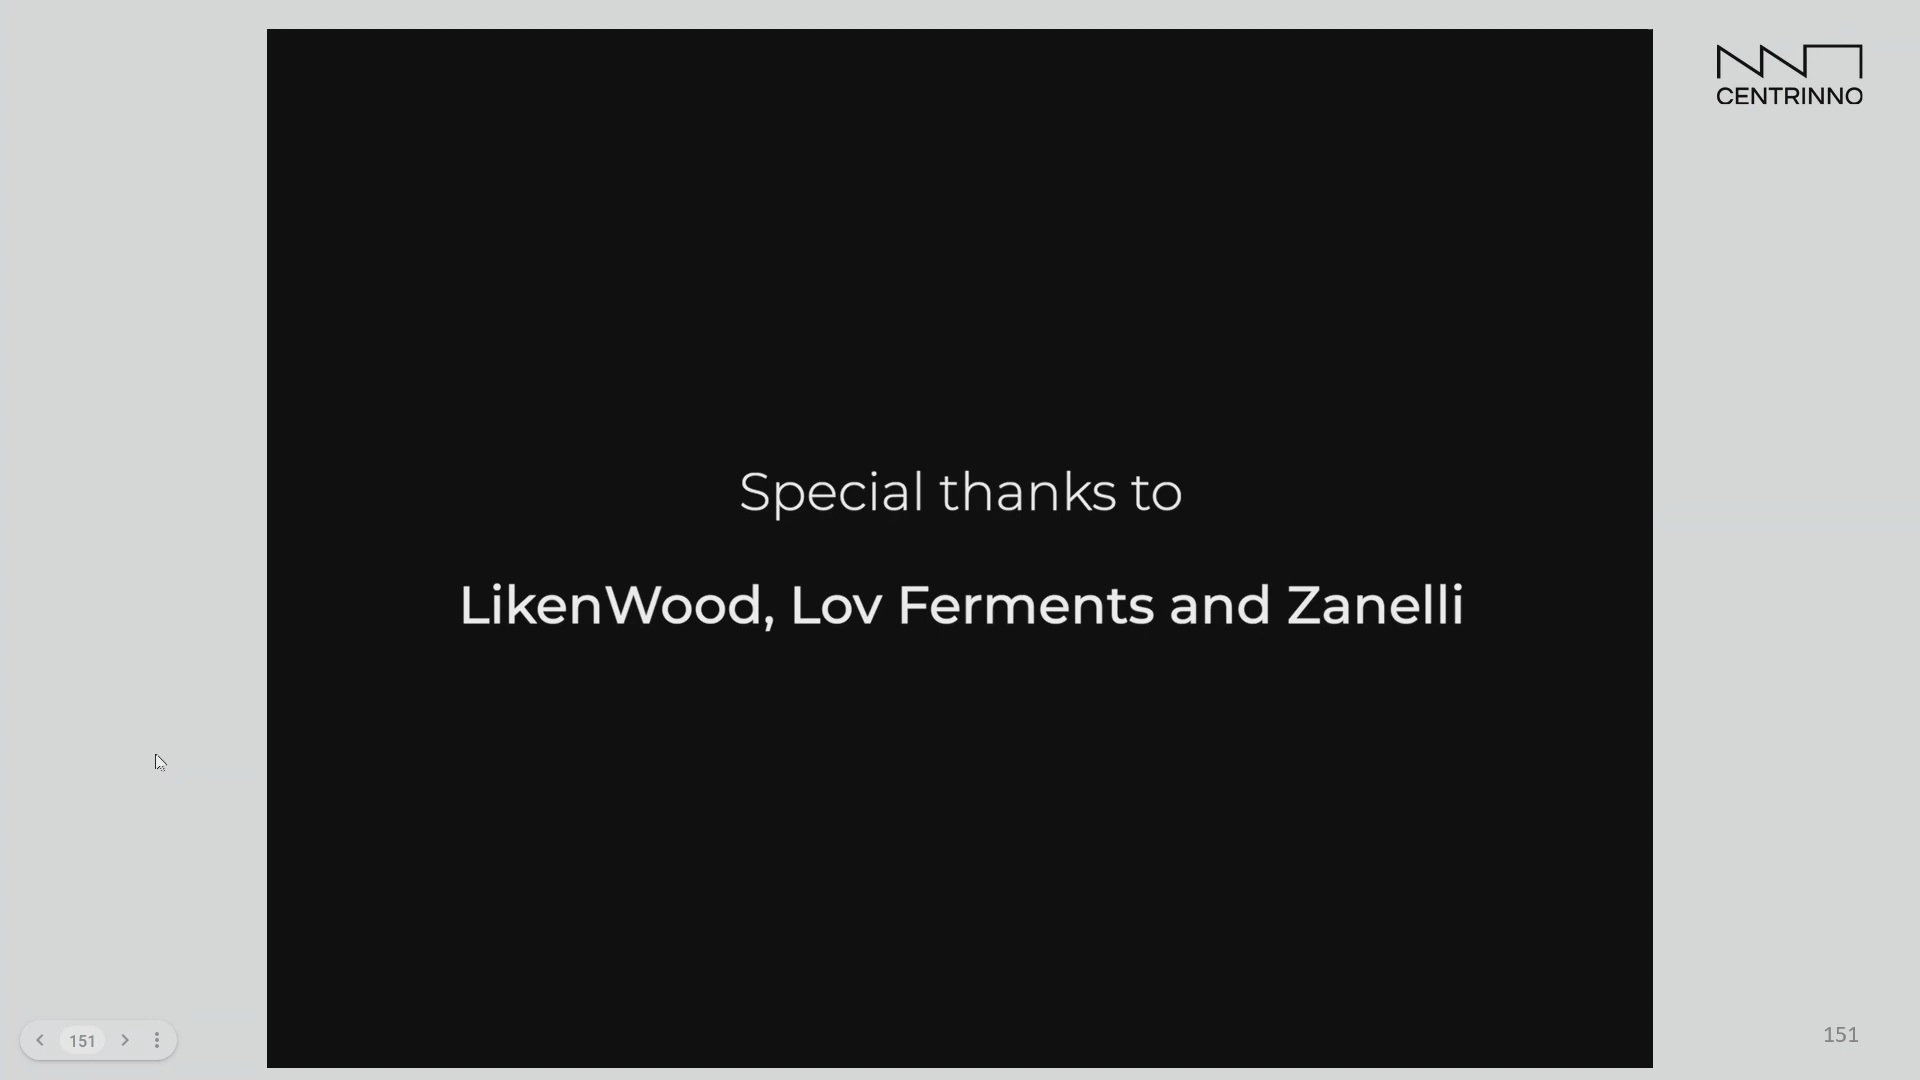 CENTRINNO
Special thanks to
LikenWood, Lov Ferments and Zanelli
151
151